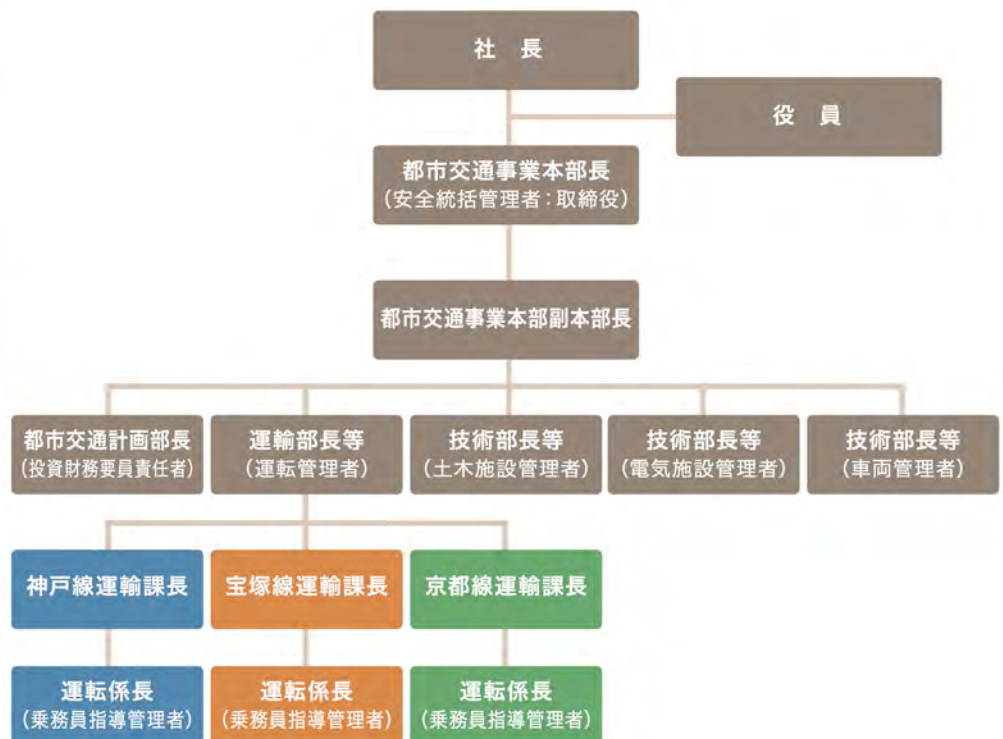 社　長
役　員
都市交通事業本部長
（安全統括管理者：取締役）
都市交通事業本部副本部長
都市交通計画部長
（投資財務要員責任者）
運輸部長等
（運転管理者）
技術部長等
（土木施設管理者）
技術部長等
（電気施設管理者）
技術部長等
（車両管理者）
神戸線運輸課長
宝塚線運輸課長
京都線運輸課長
運転係長
（乗務員指導管理者）
運転係長
（乗務員指導管理者）
運転係長
（乗務員指導管理者）